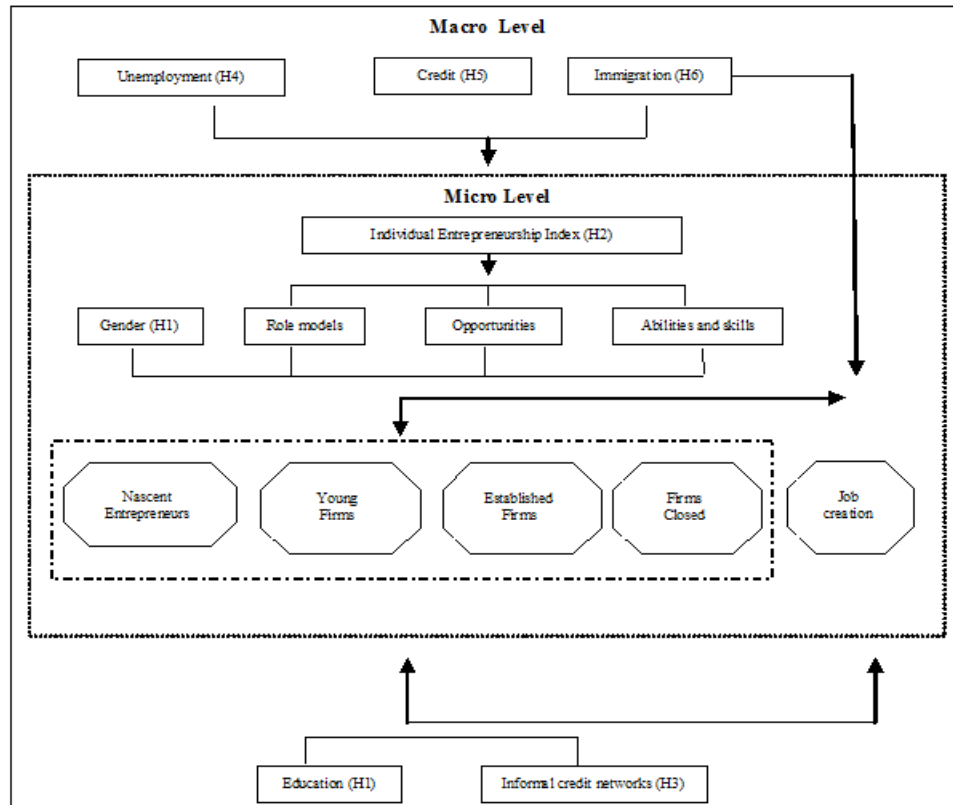 Macro Level
Unemployment (H4)
Credit (H5)
Immigration (H6)
Micro Level
Individual Entrepreneurship Index (H2)
Gender (H1)
Role models
Opportunities
Abilities and skills
Nascent
Entrepreneurs
Young
Firms
Established
Firms
Firms
Closed
Job
creation
Education (H1)
Informal credit networks (H3)